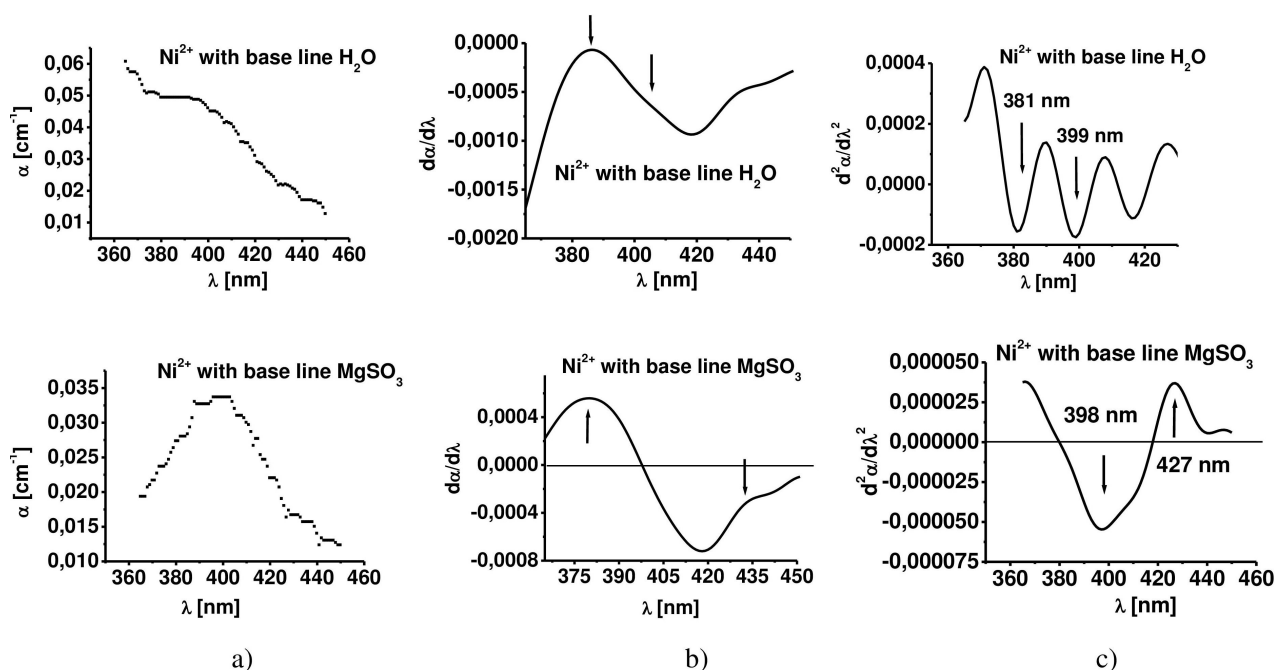 Ni²⁺ with base line H₂O
0,06
0,05
0,04
0,03
0,02
0,01
α [cm⁻¹]
360 380 400 420 440 460
λ [nm]
0,0000
-0,0005
-0,0010
-0,0015
-0,0020
dα/dλ
Ni²⁺ with base line H₂O
380 400 420 440
λ [nm]
Ni²⁺ with base line H₂O
0,0004
0,0002
0,0000
-0,0002
d²α/dλ²
381 nm
399 nm
360 380 400 420
λ [nm]
Ni²⁺ with base line MgSO₃
0,035
0,030
0,025
0,020
0,015
0,010
α [cm⁻¹]
360 380 400 420 440 460
λ [nm]
Ni²⁺ with base line MgSO₃
0,0004
0,0000
-0,0004
-0,0008
dα/dλ
375 390 405 420 435 450
λ [nm]
Ni²⁺ with base line MgSO₃
0,000050
0,000025
0,000000
-0,000025
-0,000050
-0,000075
d²α/dλ²
398 nm
427 nm
360 380 400 420 440 460
λ [nm]
a) b) c)